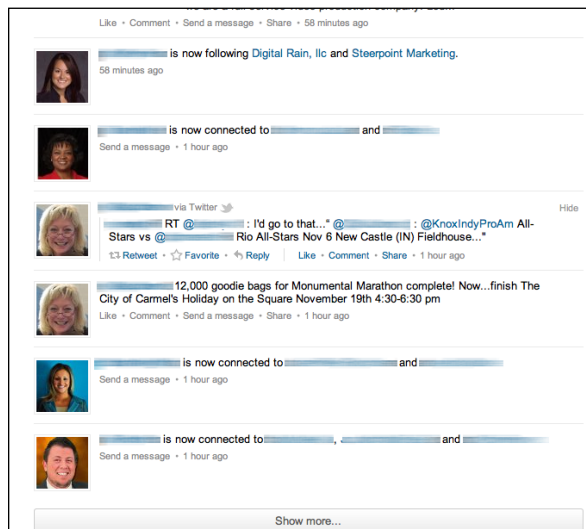 Like • Comment • Send a message • Share • 58 minutes ago
is now following Digital Rain, llc and Steerpoint Marketing.
58 minutes ago
is now connected to and
Send a message • 1 hour ago
via Twitter Hide
RT @ : I'd go to that..." @ : @KnoxIndyProAm All-
Stars vs @ Rio All-Stars Nov 6 New Castle (IN) Fieldhouse..."
Retweet • Favorite • Reply Like • Comment • Share • 1 hour ago
12,000 goodie bags for Monumental Marathon complete! Now...finish The
City of Carmel's Holiday on the Square November 19th 4:30-6:30 pm
Like • Comment • Send a message • Share • 1 hour ago
is now connected to and
Send a message • 1 hour ago
is now connected to , and
Send a message • 1 hour ago
Show more...